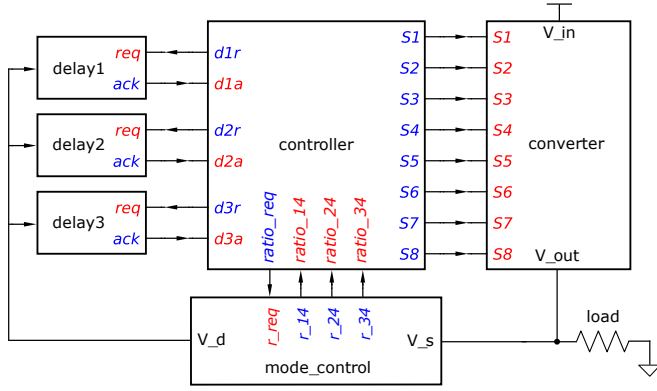 V_in
delay1
req
ack
d1r
d1a
delay2
req
ack
d2r
d2a
delay3
req
ack
d3r
d3a
controller
ratio_req
ratio_14
ratio_24
ratio_34
S1
S2
S3
S4
S5
S6
S7
S8
S1
S2
S3
S4
S5
S6
S7
S8
converter
V_out
V_d
r_req
r_14
r_24
r_34
V_s
mode_control
load